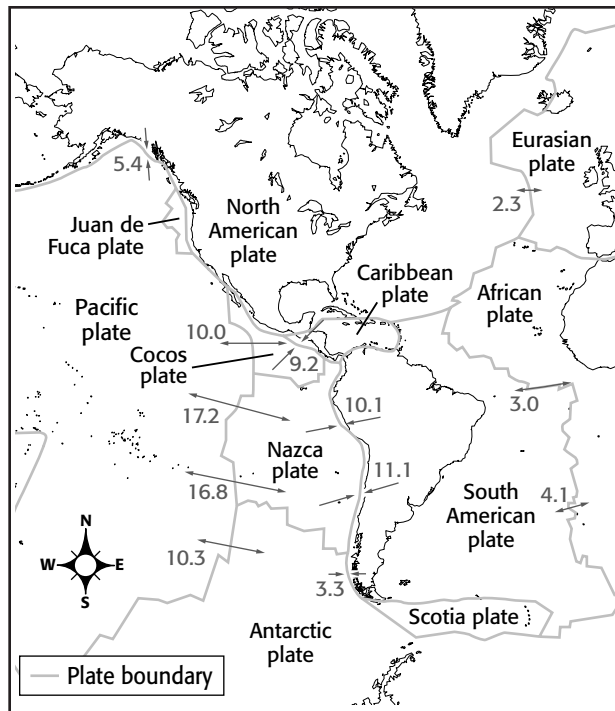 5.4
Eurasian
plate
2.3
Juan de
Fuca plate
North
American
plate
Caribbean
plate
African
plate
Pacific
plate
10.0
Cocos
plate
9.2
3.0
17.2
10.1
Nazca
plate
11.1
16.8
South
American
plate
4.1
N
W
E
S
10.3
3.3
Scotia plate
Antarctic
plate
Plate boundary